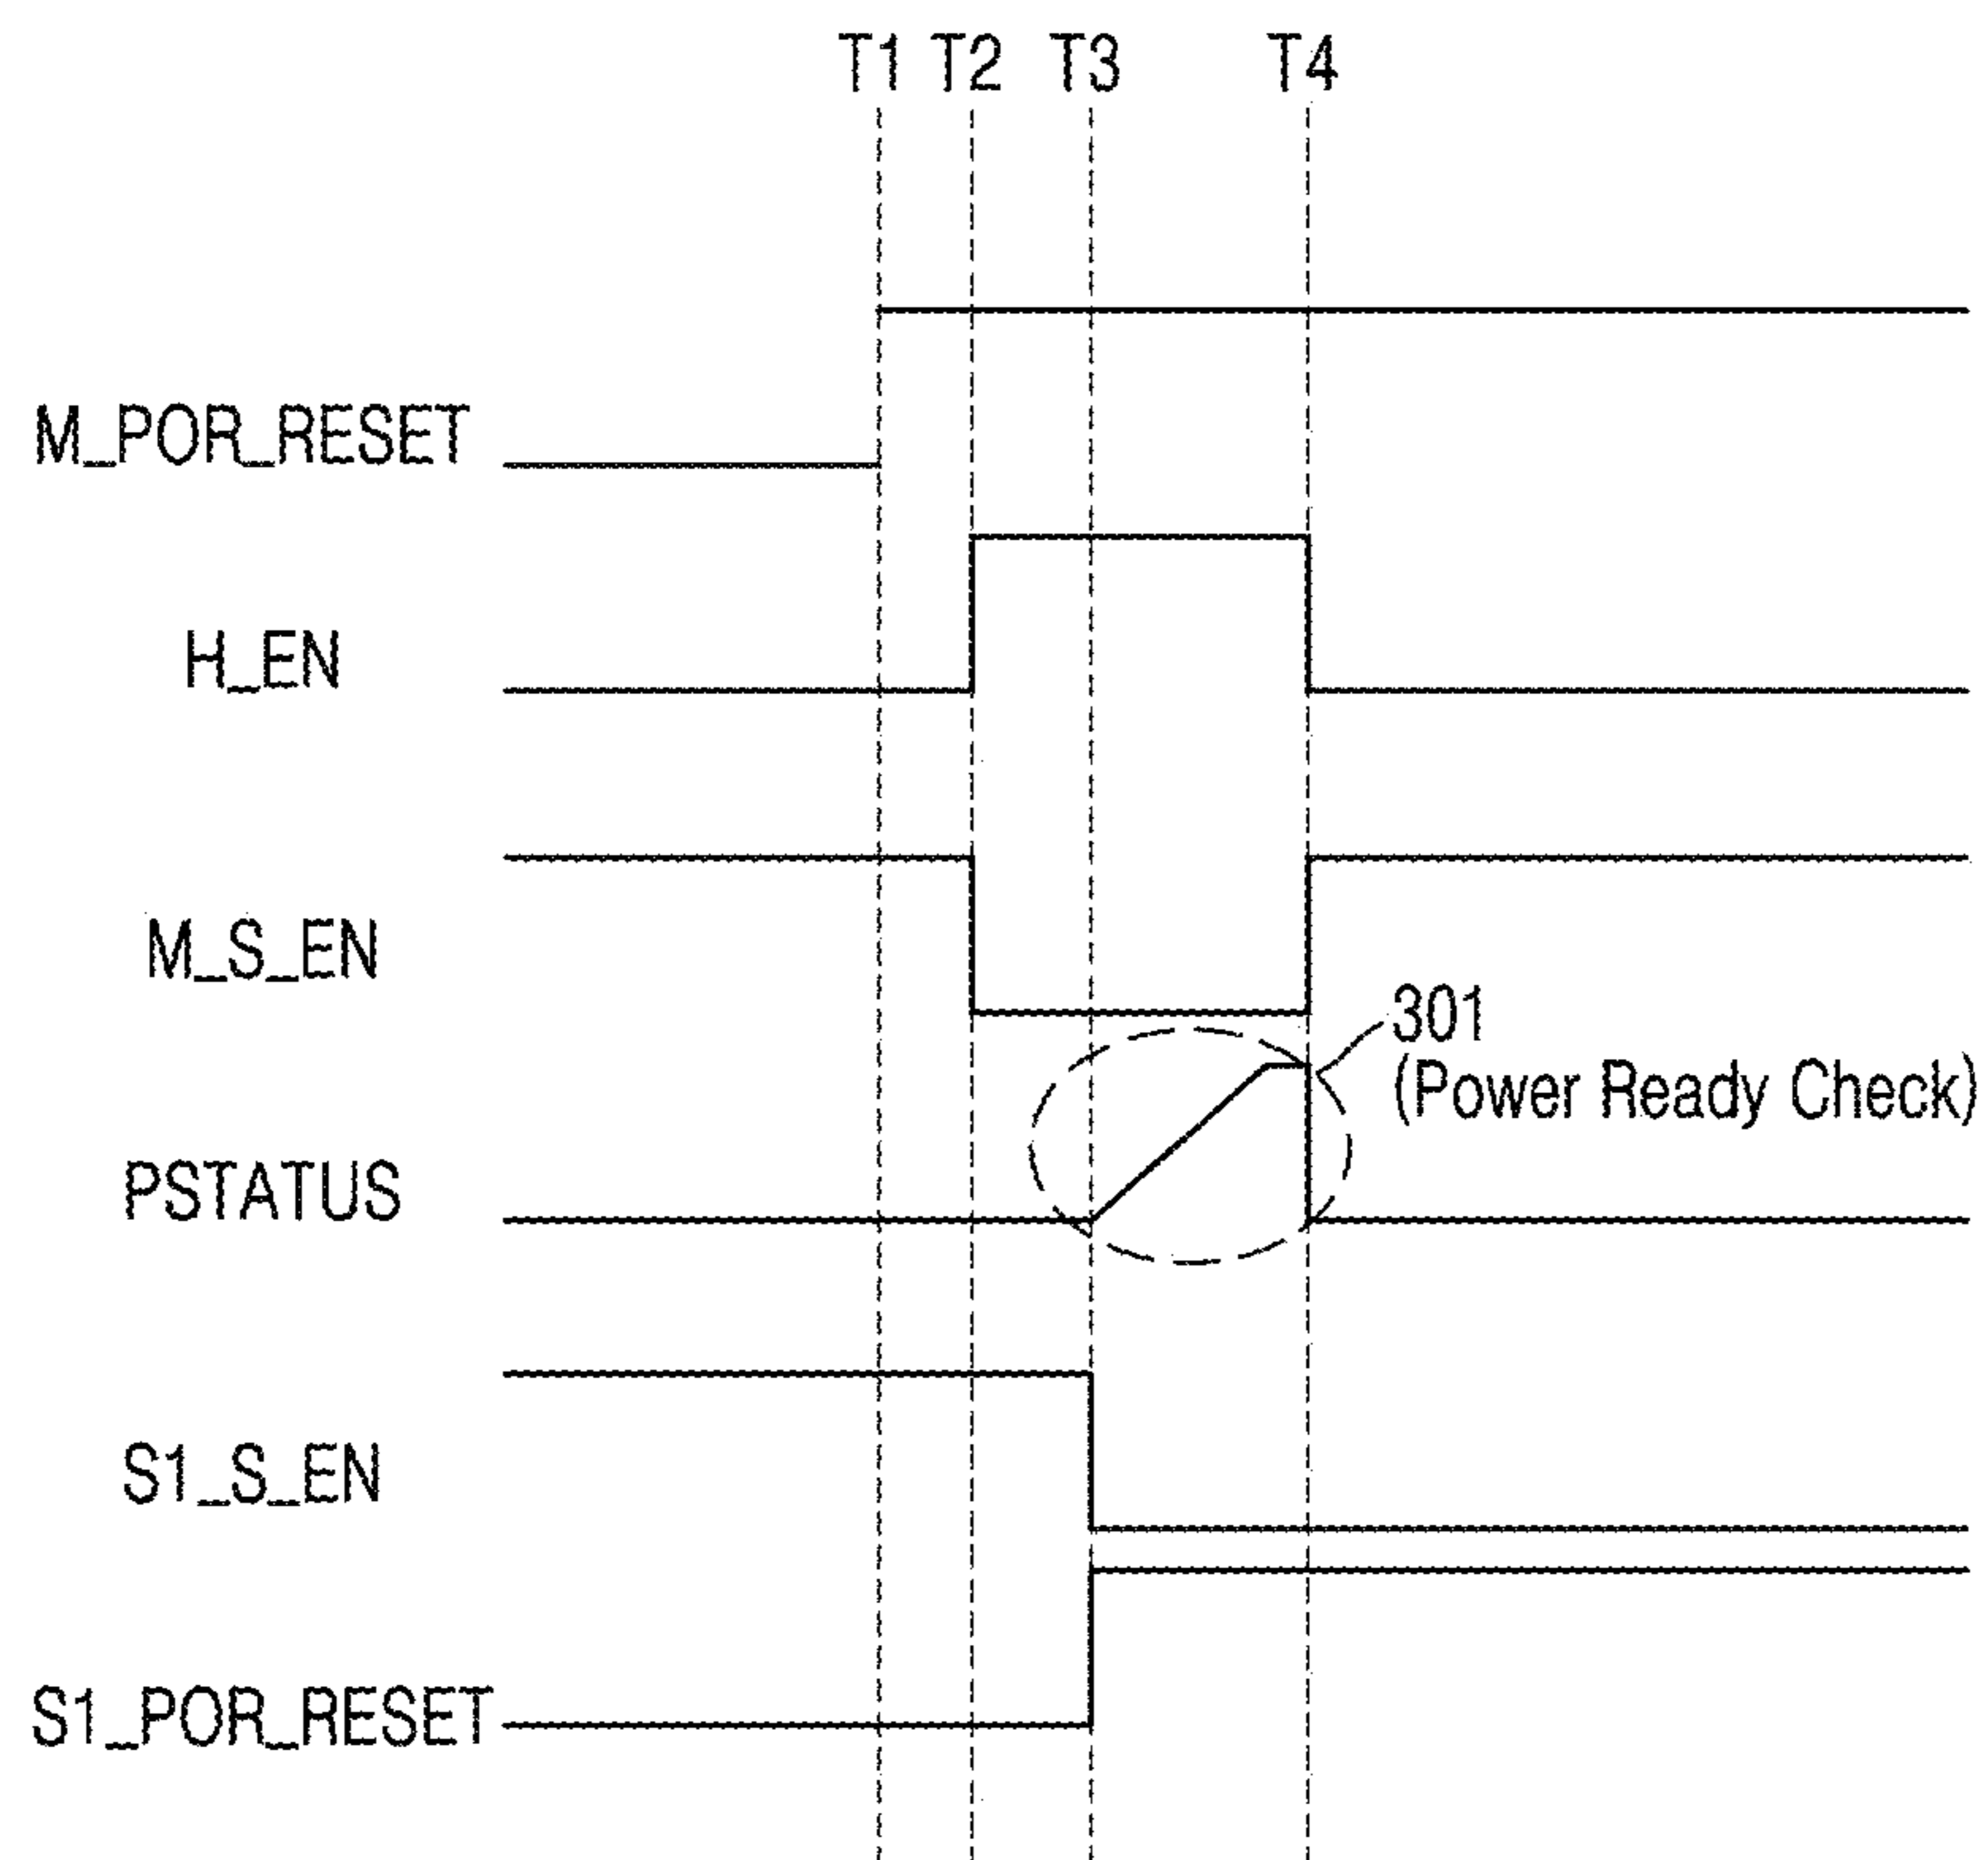 T1 T2 T3 T4
M_POR_RESET
H_EN
M_S_EN
301
(Power Ready Check)
PSTATUS
S1_S_EN
S1_POR_RESET